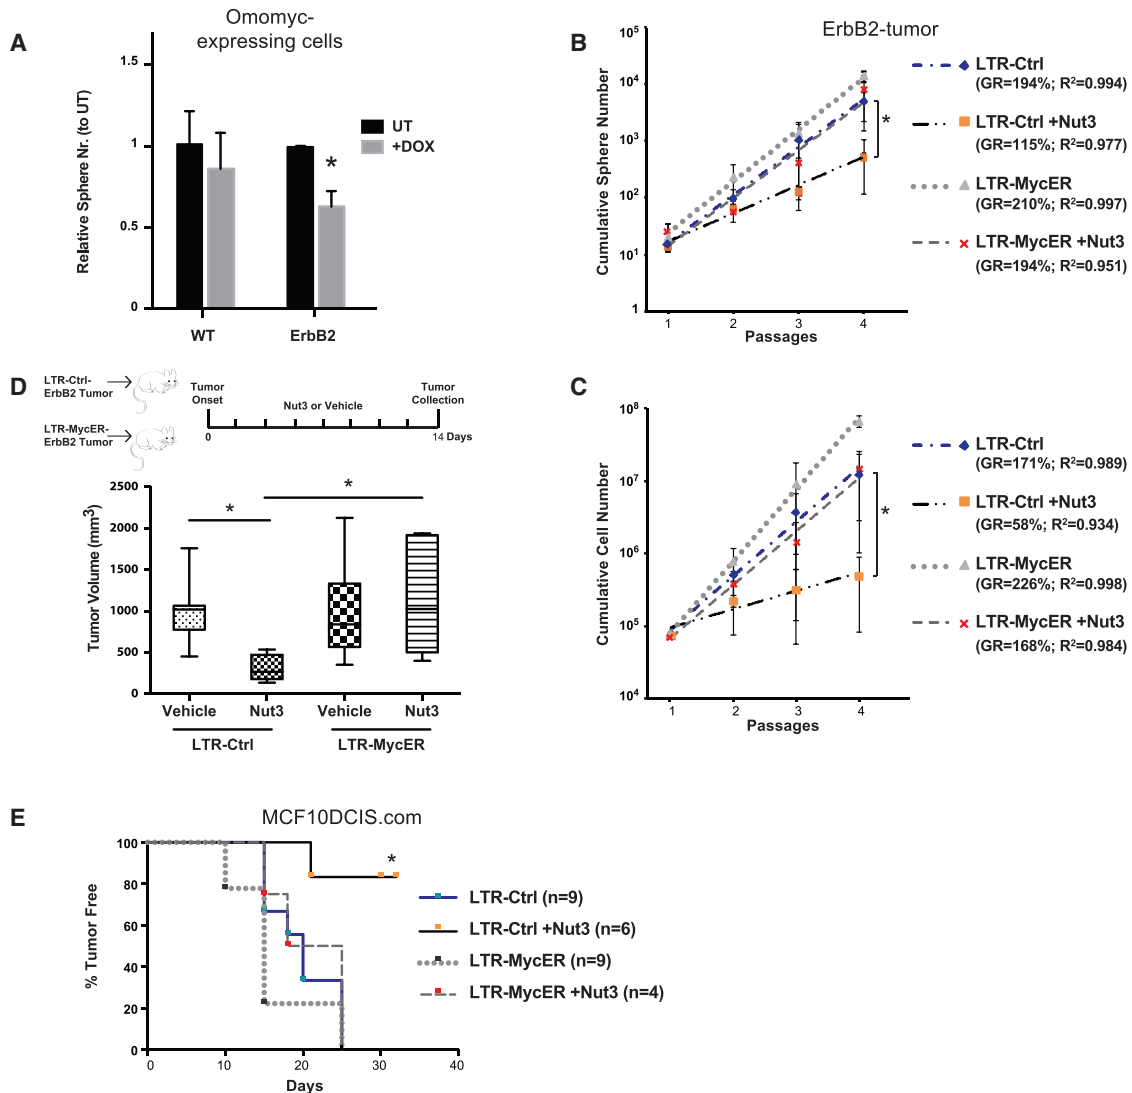 A
Omomyc-
expressing cells
Relative Sphere Nr. (to UT)
1.5
1
0.5
0
UT
+DOX
*
WT
ErbB2
B
ErbB2-tumor
Cumulative Sphere Number
10^5
10^4
10^3
10^2
10^1
1
1 2 3 4
Passages
*
LTR-Ctrl
(GR=194%; R²=0.994)
LTR-Ctrl +Nut3
(GR=115%; R²=0.977)
LTR-MycER
(GR=210%; R²=0.997)
LTR-MycER +Nut3
(GR=194%; R²=0.951)
D
LTR-Ctrl-
ErbB2 Tumor
LTR-MycER-
ErbB2 Tumor
Tumor
Onset
Nut3 or Vehicle
Tumor
Collection
0
14 Days
Tumor Volume (mm³)
2500
2000
1500
1000
500
0
*
*
Vehicle Nut3 Vehicle Nut3
LTR-Ctrl LTR-MycER
C
Cumulative Cell Number
10^8
10^7
10^6
10^5
10^4
1 2 3 4
Passages
*
LTR-Ctrl
(GR=171%; R²=0.989)
LTR-Ctrl +Nut3
(GR=58%; R²=0.934)
LTR-MycER
(GR=226%; R²=0.998)
LTR-MycER +Nut3
(GR=168%; R²=0.984)
E
MCF10DCIS.com
% Tumor Free
100
80
60
40
20
0
0 10 20 30 40
Days
*
LTR-Ctrl (n=9)
LTR-Ctrl +Nut3 (n=6)
LTR-MycER (n=9)
LTR-MycER +Nut3 (n=4)